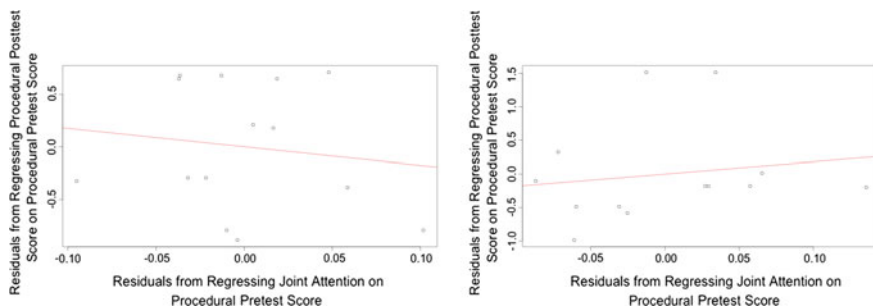 Residuals from Regressing Procedural Posttest
Score on Procedural Pretest Score
0.5
0.0
-0.5
-0.10
-0.05
0.00
0.05
0.10
Residuals from Regressing Joint Attention on
Procedural Pretest Score
Residuals from Regressing Procedural Posttest
Score on Procedural Pretest Score
1.5
1.0
0.5
0.0
-0.5
-1.0
-0.05
0.00
0.05
0.10
Residuals from Regressing Joint Attention on
Procedural Pretest Score